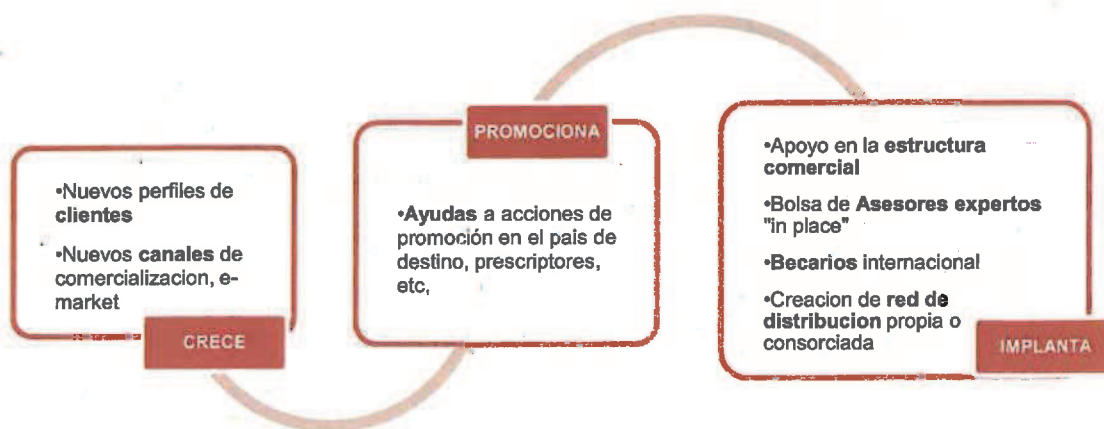 •Nuevos perfiles de
clientes
•Nuevos canales de
comercializacion, e-
market
CRECE
PROMOCIONA
•Ayudas a acciones de
promoción en el pais de
destino, prescriptores,
etc,
•Apoyo en la estructura
comercial
•Bolsa de Asesores expertos
"in place"
•Becarios internacional
•Creacion de red de
distribucion propia o
consorciada
IMPLANTA